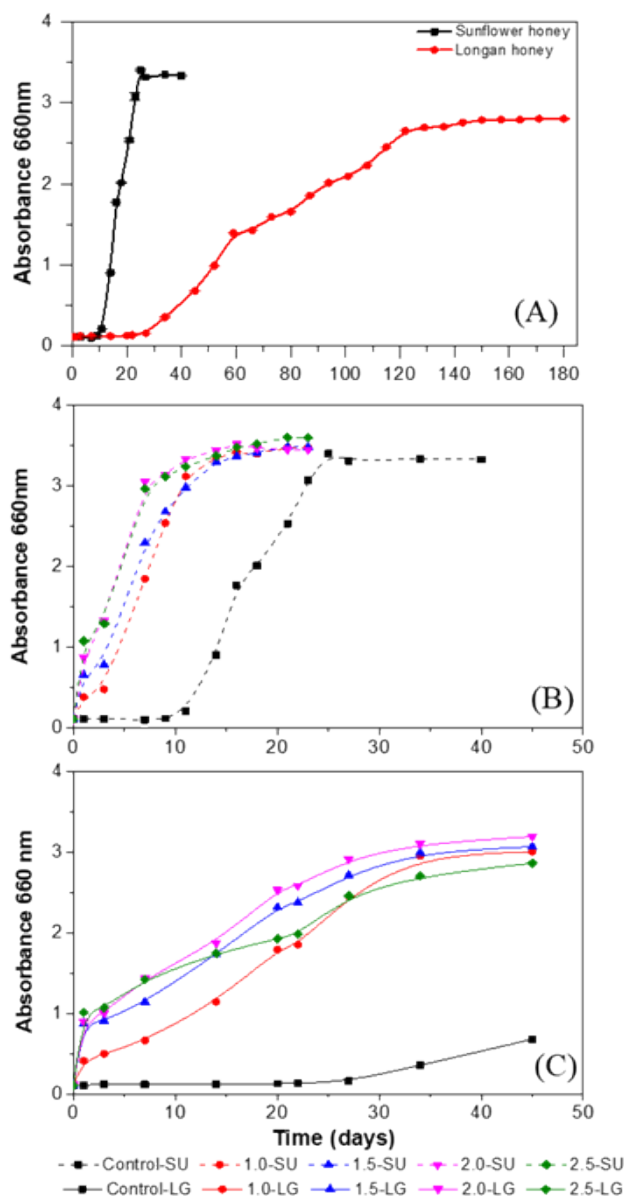 4
Sunflower honey
Longan honey
3
2
1
0
Absorbance 660nm
(A)
0 20 40 60 80 100 120 140 160 180
4
3
2
1
0
Absorbance 660nm
(B)
0 10 20 30 40 50
4
3
2
1
0
Absorbance 660 nm
(C)
0 10 20 30 40 50
Time (days)
Control-SU 1.0-SU 1.5-SU 2.0-SU 2.5-SU
Control-LG 1.0-LG 1.5-LG 2.0-LG 2.5-LG